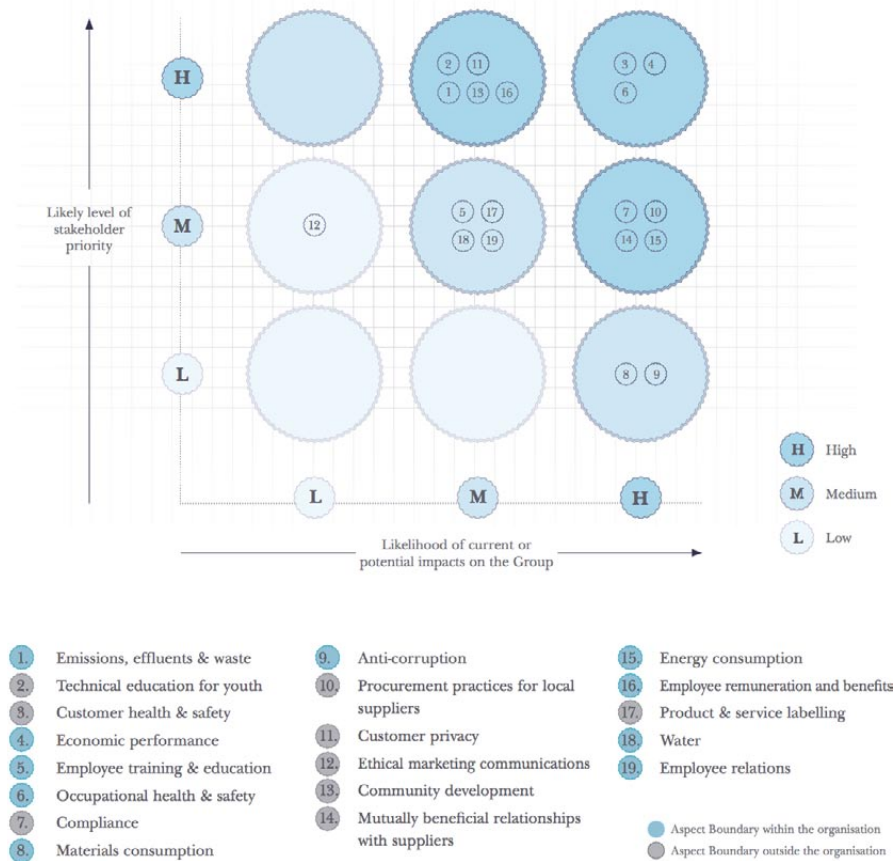 H
2 11
1 13 16
3 4
6
Likely level of
stakeholder
priority
M
12
5 17
18 19
7 10
14 15
L
8 9
H High
M Medium
L Low
L M H
Likelihood of current or
potential impacts on the Group
1. Emissions, effluents & waste
2. Technical education for youth
3. Customer health & safety
4. Economic performance
5. Employee training & education
6. Occupational health & safety
7. Compliance
8. Materials consumption
9. Anti-corruption
10. Procurement practices for local
suppliers
11. Customer privacy
12. Ethical marketing communications
13. Community development
14. Mutually beneficial relationships
with suppliers
15. Energy consumption
16. Employee remuneration and benefits
17. Product & service labelling
18. Water
19. Employee relations
Aspect Boundary within the organisation
Aspect Boundary outside the organisation